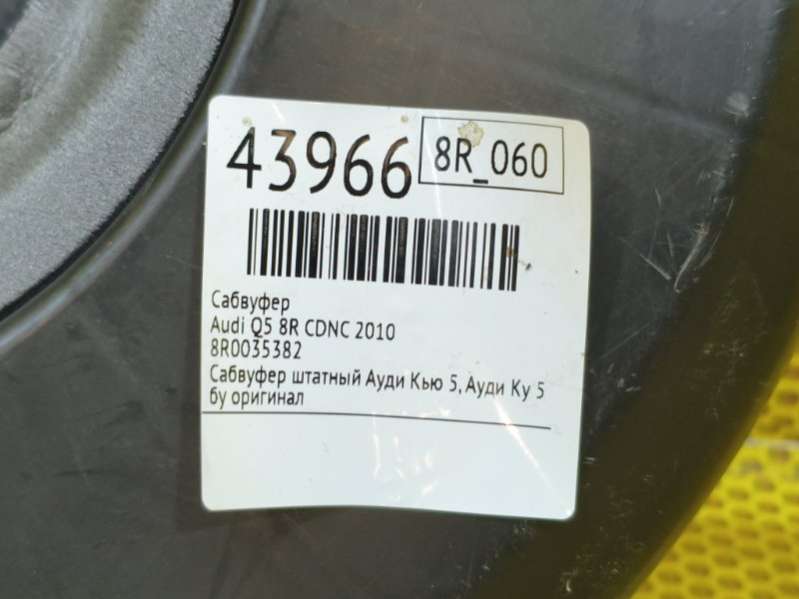 43966
8R_060
Сабвуфер
Audi Q5 8R CDNC 2010
8R0035382
Сабвуфер штатный Ауди Кью 5, Ауди Ку 5
бу оригинал